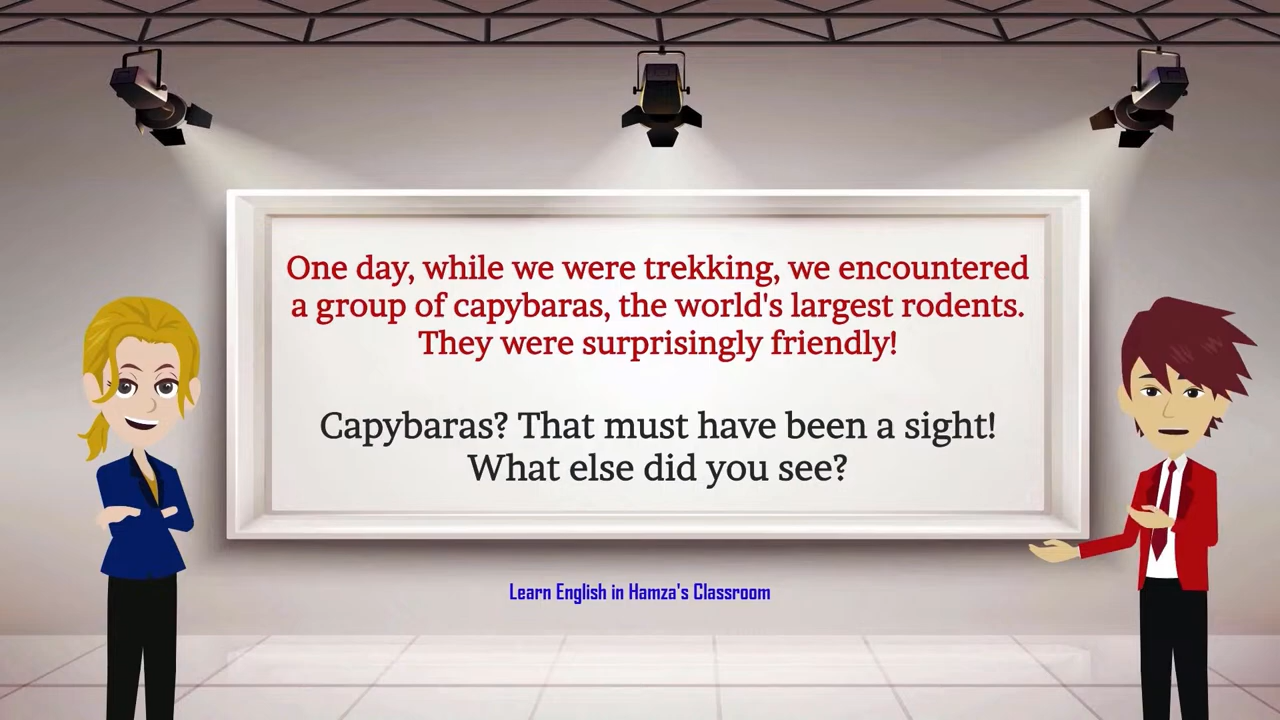 One day, while we were trekking, we encountered
a group of capybaras, the world's largest rodents.
They were surprisingly friendly!
Capybaras? That must have been a sight!
What else did you see?
Learn English in Hamza's Classroom